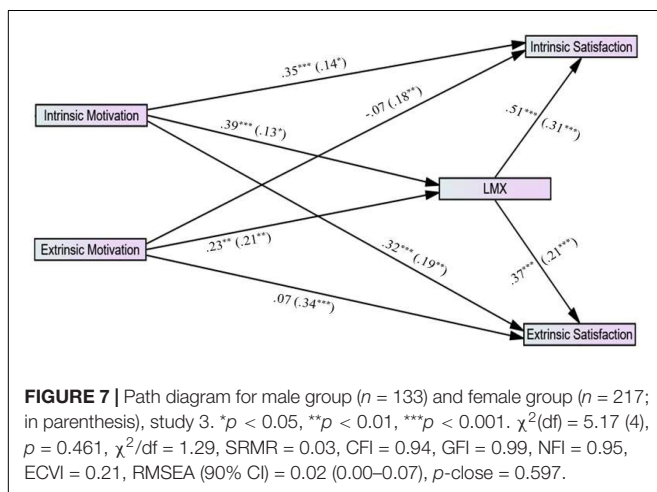 Intrinsic Satisfaction
.35*** (.14*)
-.07 (.18**)
Intrinsic Motivation
.39*** (.13*)
.51*** (.31***)
LMX
Extrinsic Motivation
.23** (.21**)
.32*** (.19**)
.37*** (.21***)
.07 (.34***)
Extrinsic Satisfaction
FIGURE 7 | Path diagram for male group (n = 133) and female group (n = 217;
in parenthesis), study 3. *p < 0.05, **p < 0.01, ***p < 0.001. χ²(df) = 5.17 (4),
p = 0.461, χ²/df = 1.29, SRMR = 0.03, CFI = 0.94, GFI = 0.99, NFI = 0.95,
ECVI = 0.21, RMSEA (90% CI) = 0.02 (0.00–0.07), p-close = 0.597.